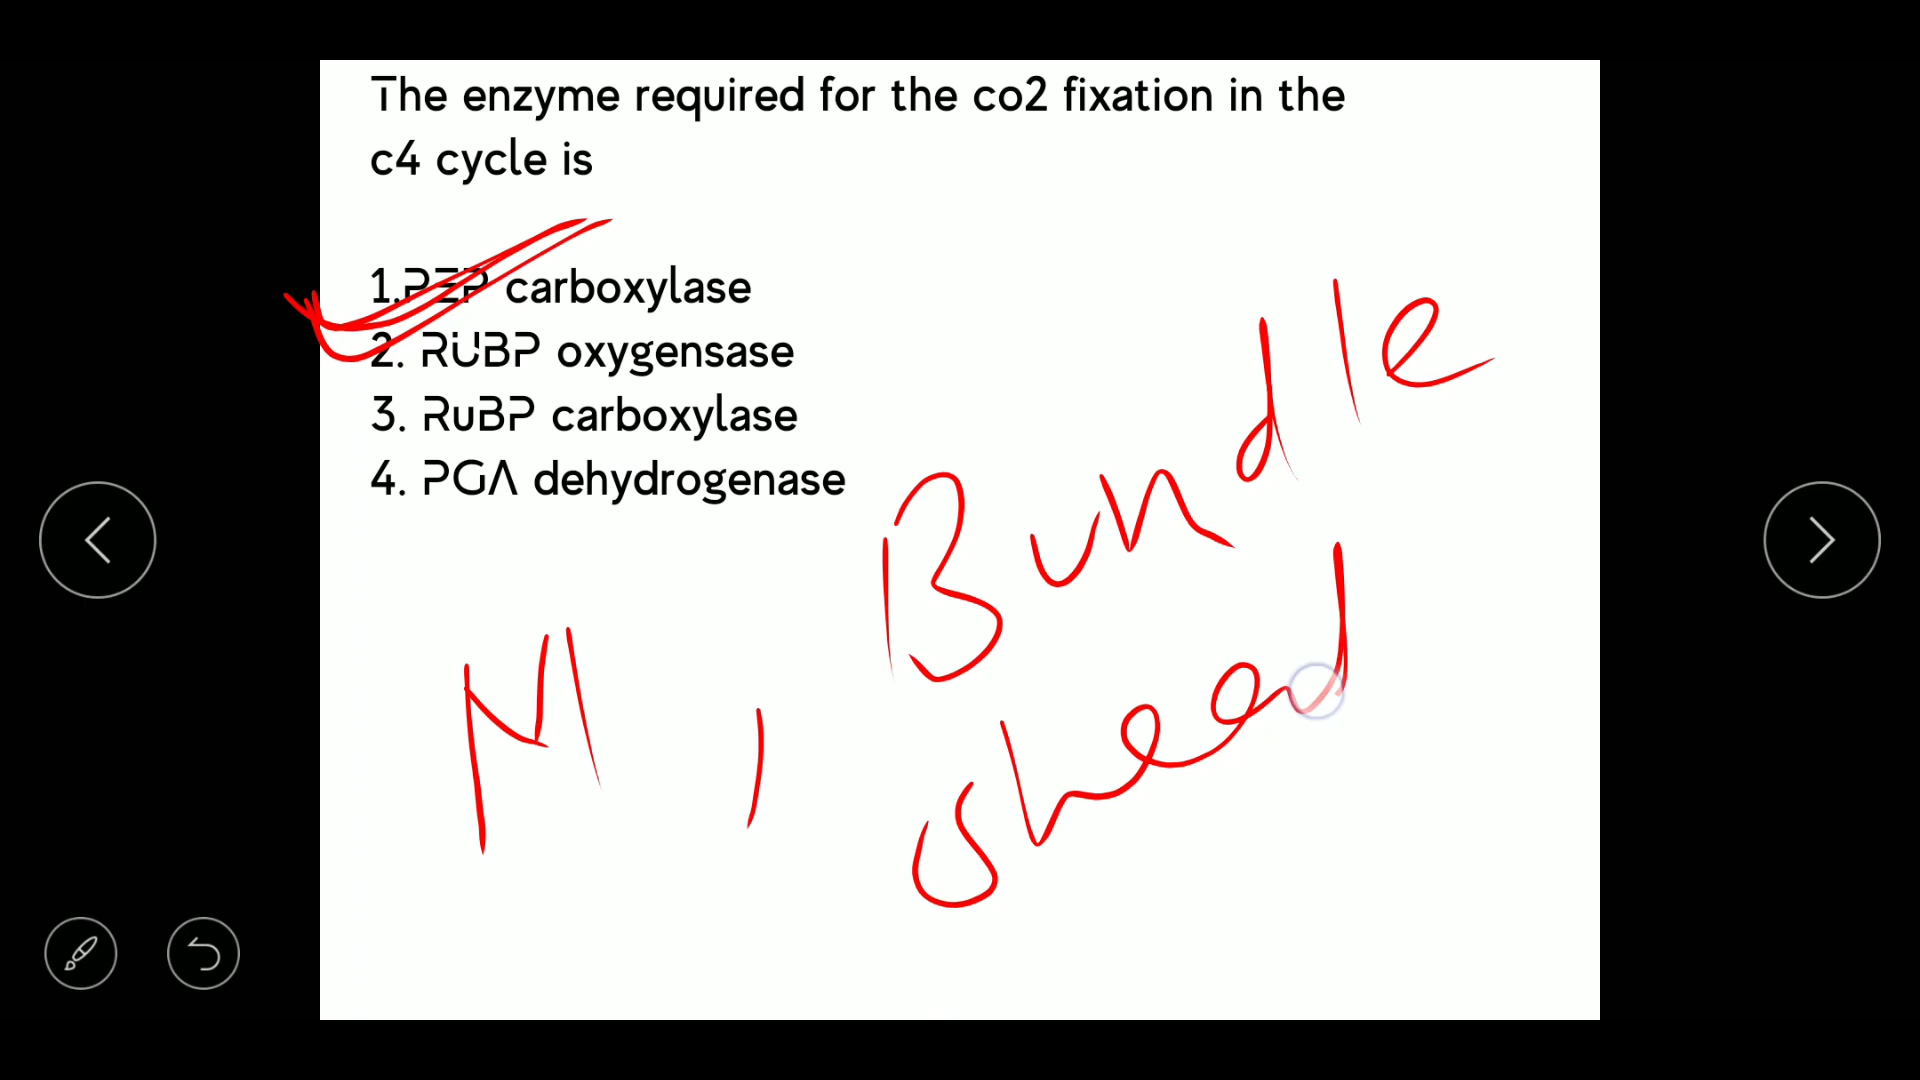 The enzyme required for the co2 fixation in the
c4 cycle is
1.PEP carboxylase
2. RUBP oxygensase
3. RuBP carboxylase
4. PGA dehydrogenase
Bundle
M,
sheed